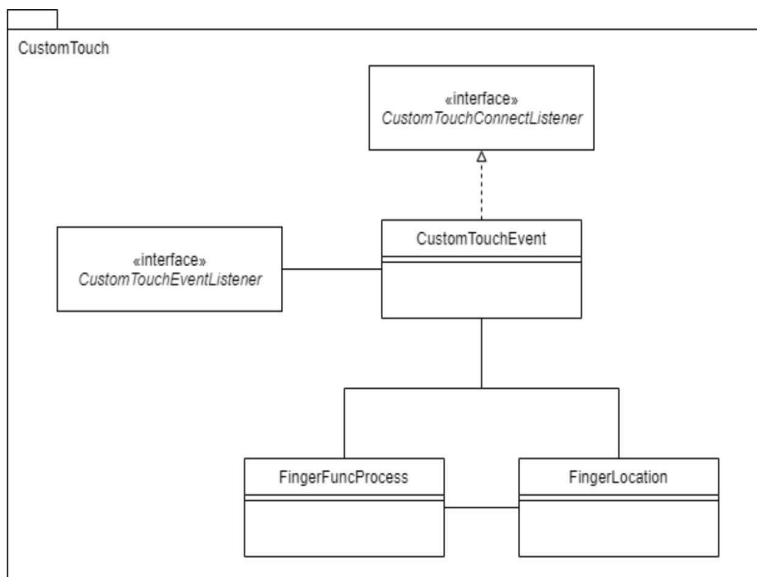 CustomTouch
«interface»
CustomTouchConnectListener
CustomTouchEvent
«interface»
CustomTouchEventListener
FingerFuncProcess
FingerLocation